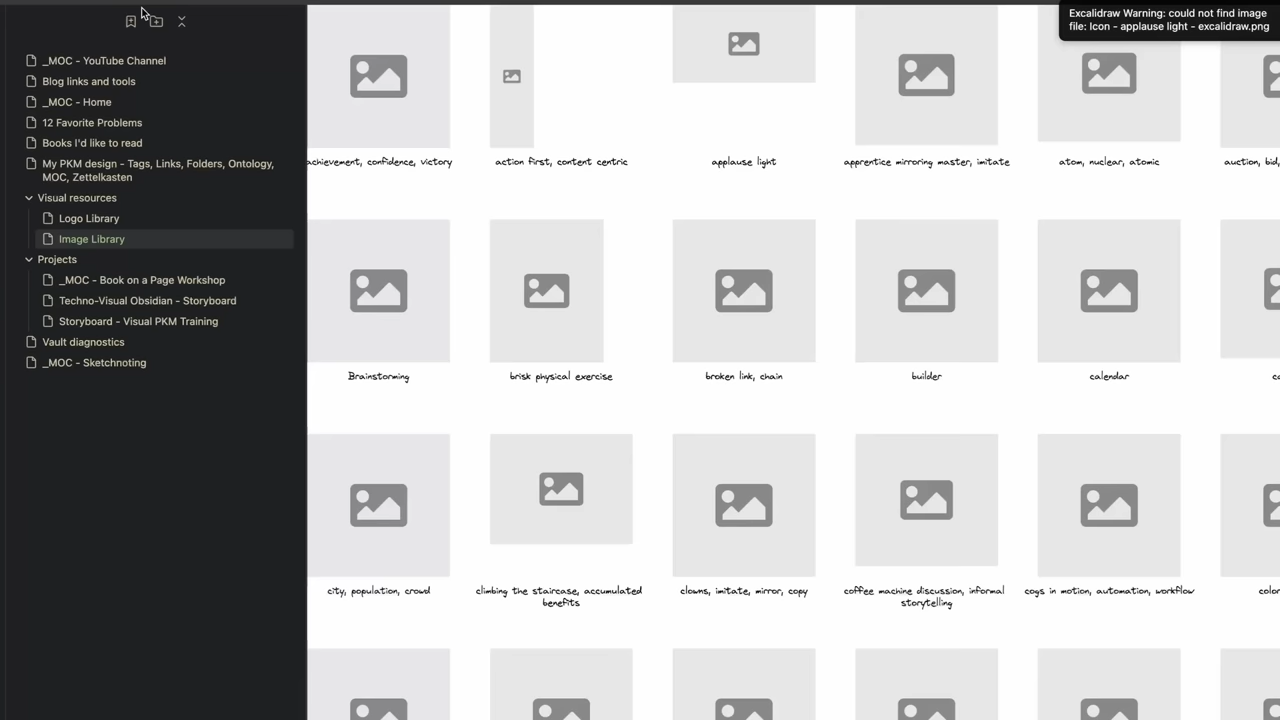 Excalidraw Warning: could not find image
file: Icon - applause light - excalidraw.png
_MOC - YouTube Channel
Blog links and tools
_MOC - Home
12 Favorite Problems
Books I'd like to read
My PKM design - Tags, Links, Folders, Ontology,
MOC, Zettelkasten
Visual resources
Logo Library
Image Library
Projects
_MOC - Book on a Page Workshop
Techno-Visual Obsidian - Storyboard
Storyboard - Visual PKM Training
Vault diagnostics
_MOC - Sketchnoting
achievement, confidence, victory
action first, content centric
applause light
apprentice mirroring master, imitate
atom, nuclear, atomic
auction, bid,
Brainstorming
brisk physical exercise
broken link, chain
builder
calendar
city, population, crowd
climbing the staircase, accumulated
benefits
clowns, imitate, mirror, copy
coffee machine discussion, informal
storytelling
cogs in motion, automation, workflow